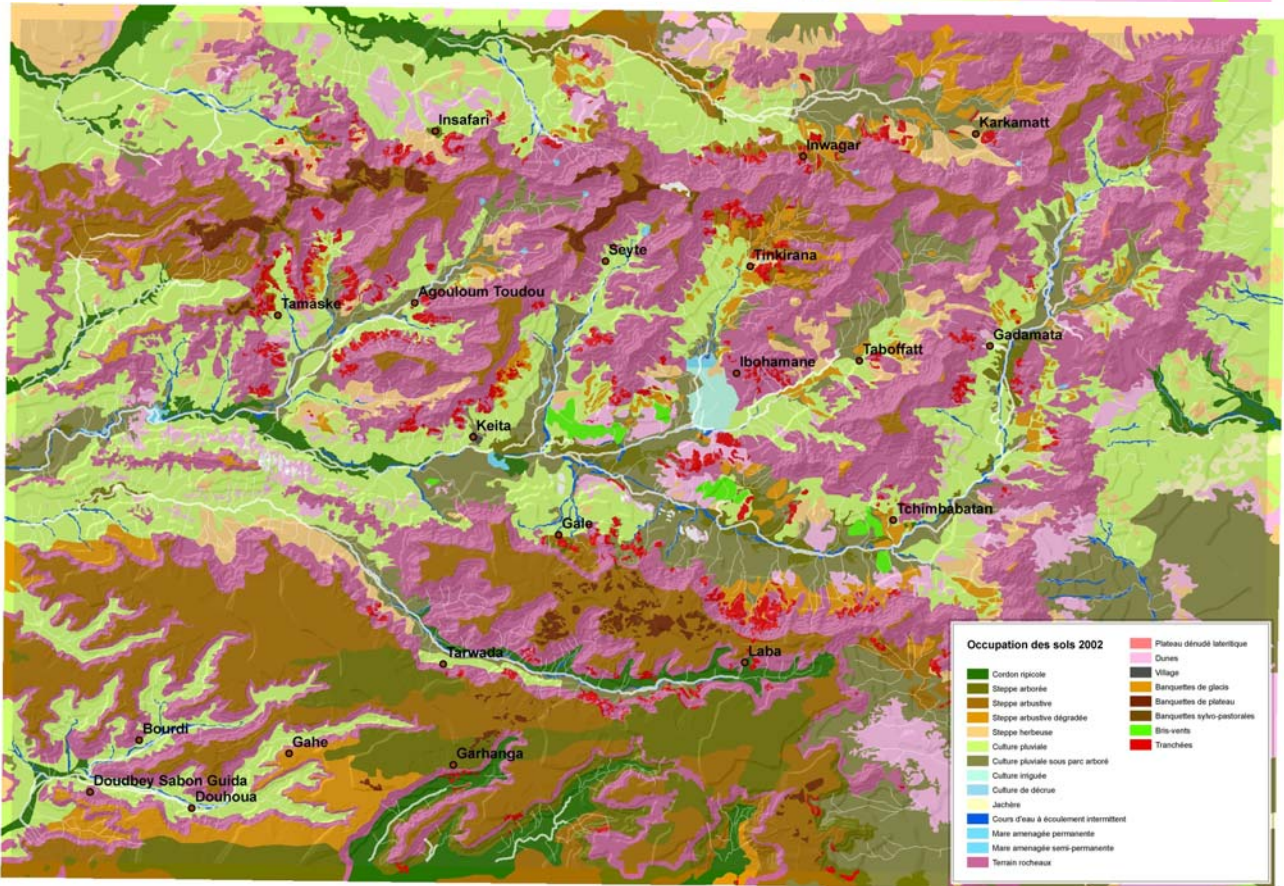 Insafari
Karkamatt
Inwagar
Seyte
Tinkirana
Agouloum Toudou
Tamaske
Gadamata
Taboffatt
Ibohamane
Keita
Tchimbabatan
Gale
Tarwada
Laba
Bourdi
Gahe
Garhanga
Doudbey Sabon Guida
Douhoua
Occupation des sols 2002
Cordon ripicole
Steppe arborée
Steppe arbustive
Steppe arbustive dégradée
Steppe herbeuse
Culture pluviale
Culture pluviale sous parc arboré
Culture irriguée
Culture de décrue
Jachère
Cours d'eau à écoulement intermittent
Mare amenagée permanente
Mare amenagée semi-permanente
Terrain rocheaux
Plateau dénudé lateritique
Dunes
Village
Banquettes de glacis
Banquettes de plateau
Banquettes sylvo-pastorales
Bris-vents
Tranchées